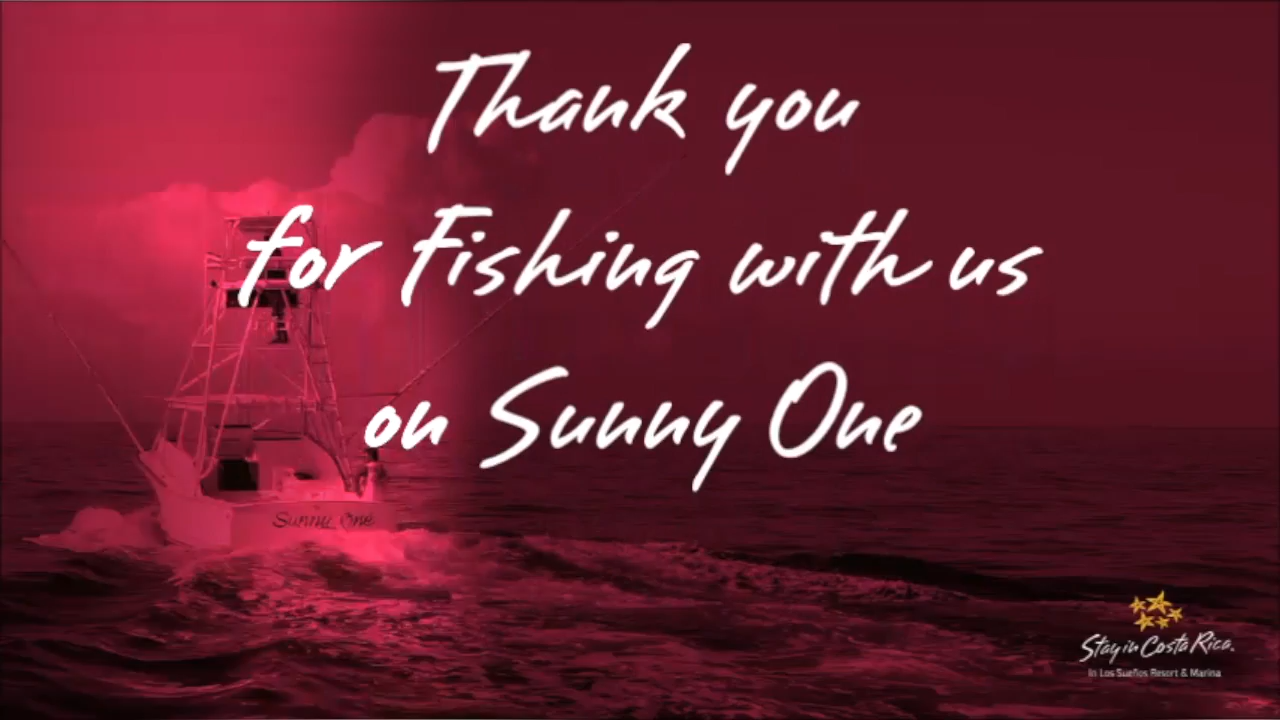 Thank you
for Fishing with us
on Sunny One
Sunny One
Stay in Costa Rica.
In Los Sueños Resort & Marina